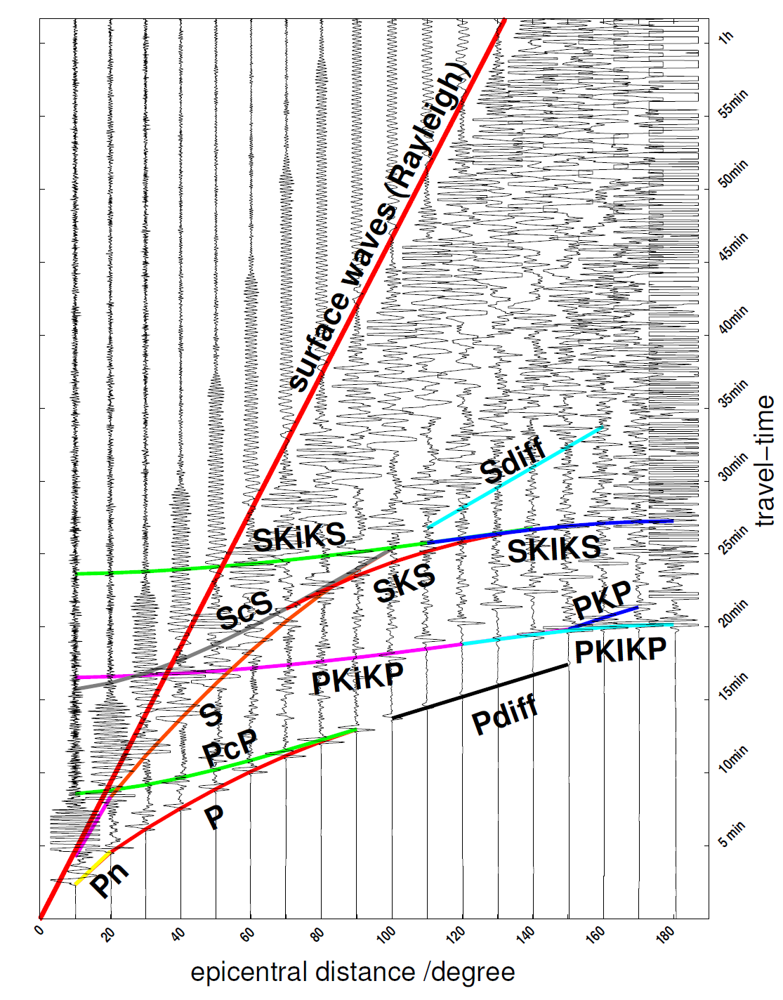 1h
55min
50min
45min
40min
35min
30min
25min
20min
15min
10min
5 min
travel–time
surface waves (Rayleigh)
Sdiff
SKiKS
SKIKS
SKS
ScS
PKP
PKIKP
PKiKP
Pdiff
S
PcP
P
Pn
0
20
40
60
80
100
120
140
160
180
epicentral distance /degree